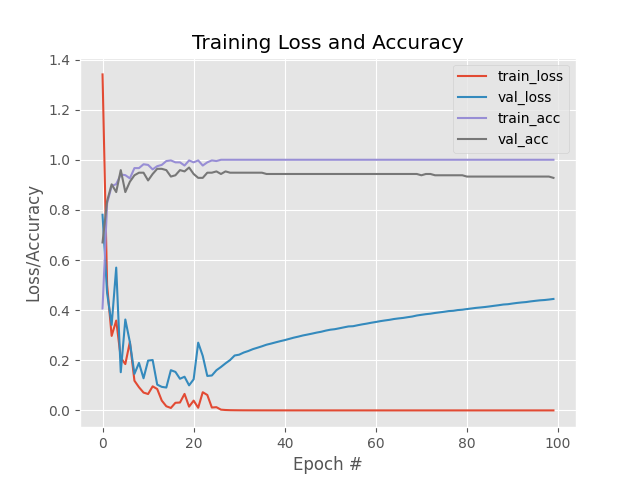 Training Loss and Accuracy
train_loss
val_loss
train_acc
val_acc
Loss/Accuracy
1.4
1.2
1.0
0.8
0.6
0.4
0.2
0.0
0 20 40 60 80 100
Epoch #